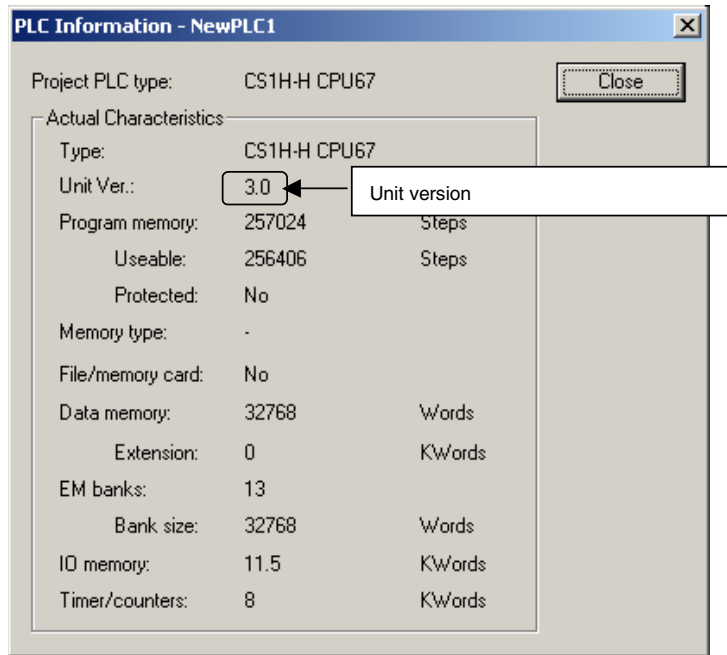 PLC Information - NewPLC1
Project PLC type: CS1H-H CPU67 Close
Actual Characteristics
Type: CS1H-H CPU67
Unit Ver.: 3.0 Unit version
Program memory: 257024 Steps
Useable: 256406 Steps
Protected: No
Memory type: -
File/memory card: No
Data memory: 32768 Words
Extension: 0 KWords
EM banks: 13
Bank size: 32768 Words
IO memory: 11.5 KWords
Timer/counters: 8 KWords